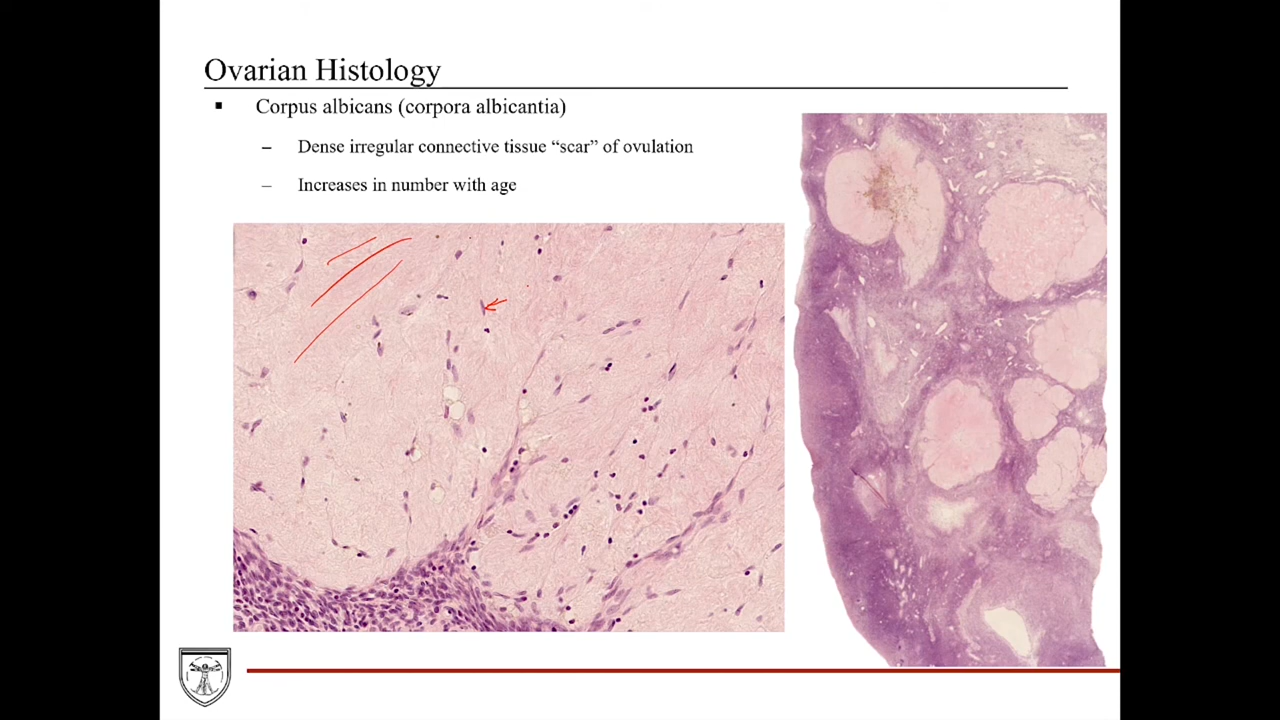 Ovarian Histology
Corpus albicans (corpora albicantia)
– Dense irregular connective tissue “scar” of ovulation
– Increases in number with age